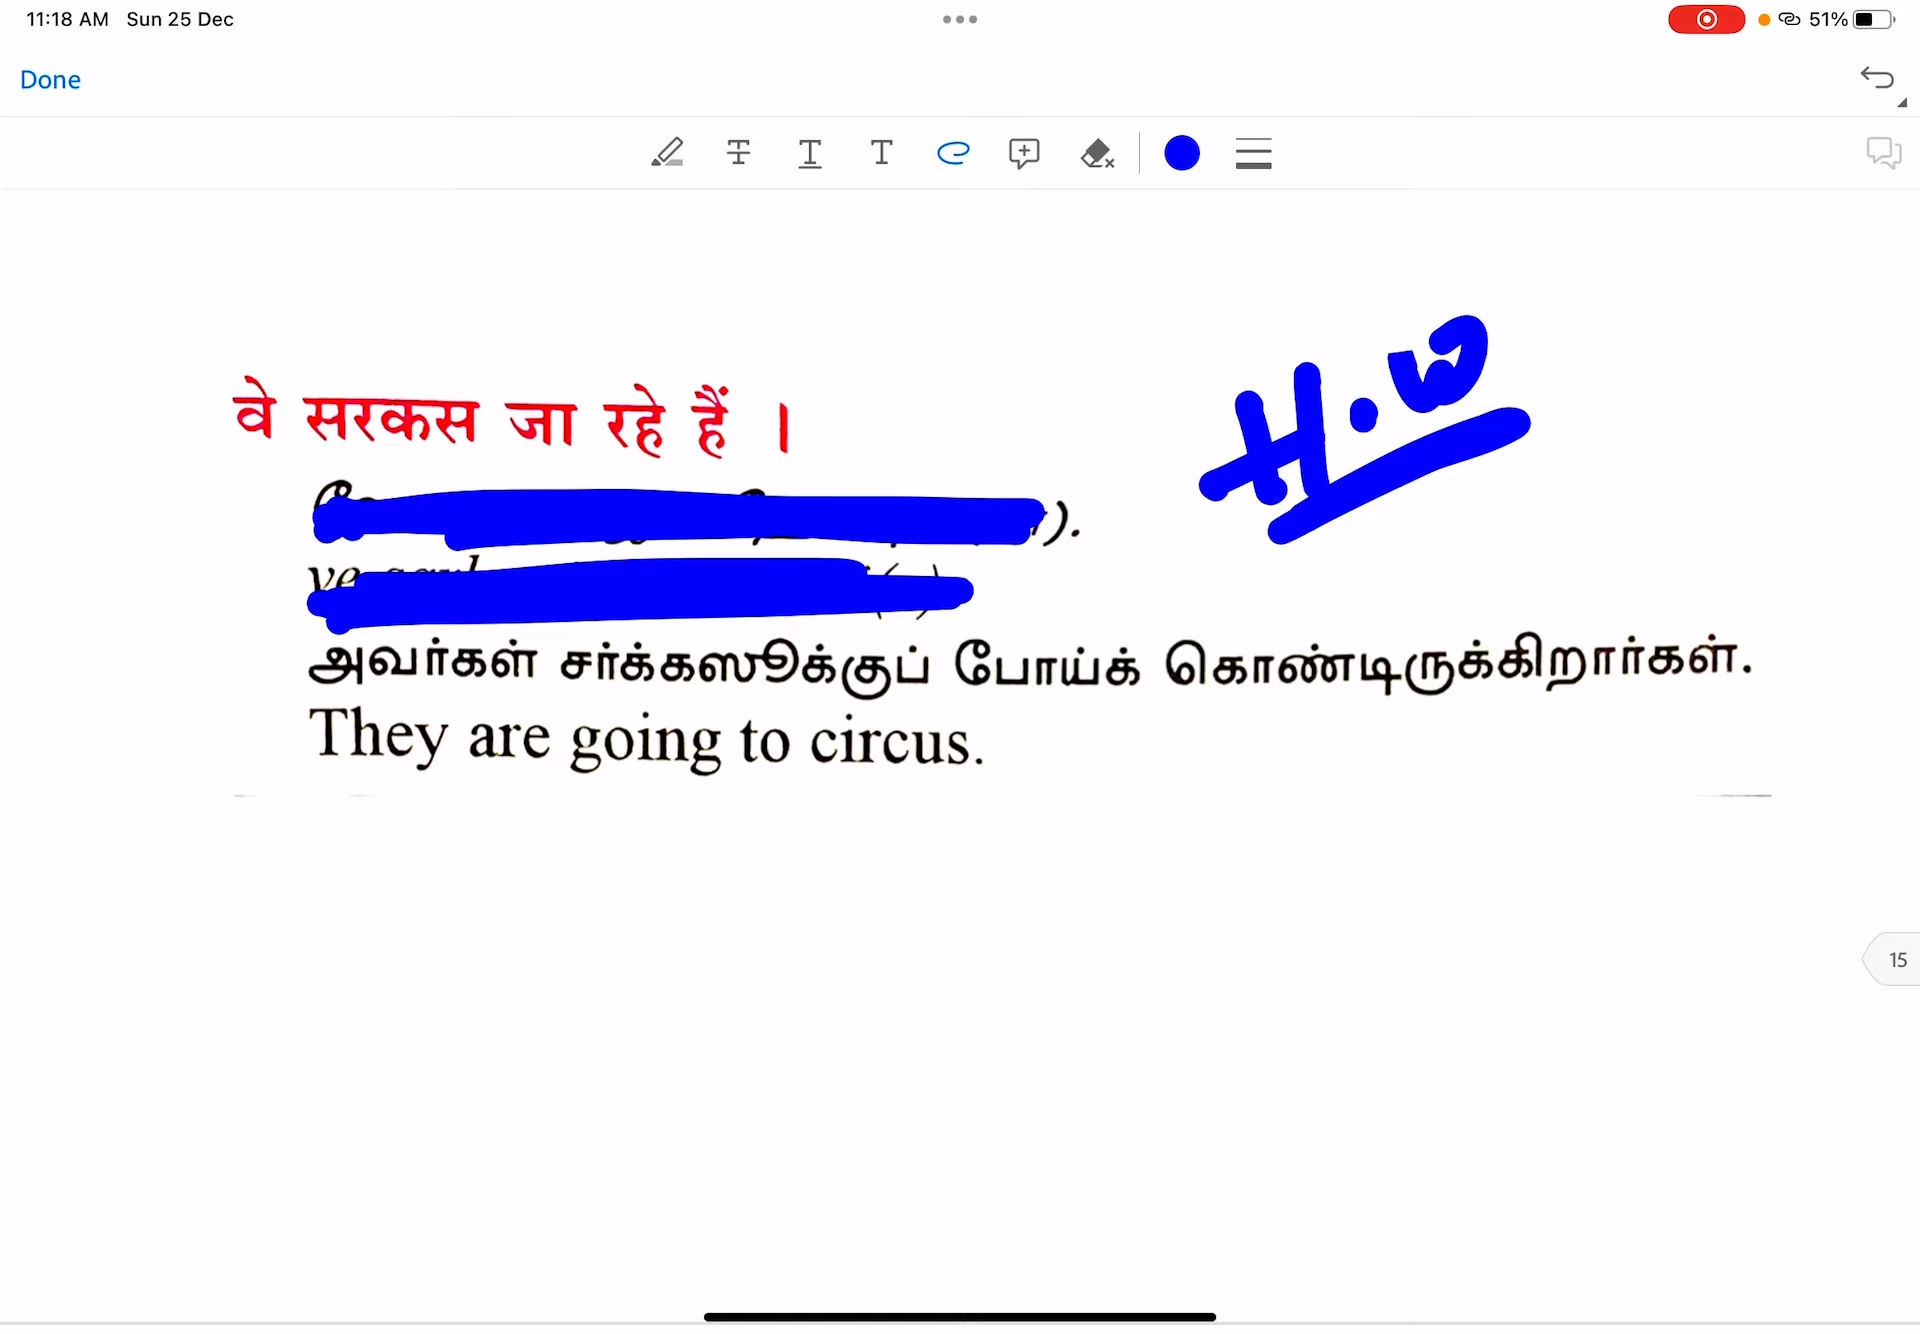 11:18 AM Sun 25 Dec
51%
Done
वे सरकस जा रहे हैं ।
H.W
).
ve
அவர்கள் சர்க்கஸூக்குப் போய்க் கொண்டிருக்கிறார்கள்.
They are going to circus.
15